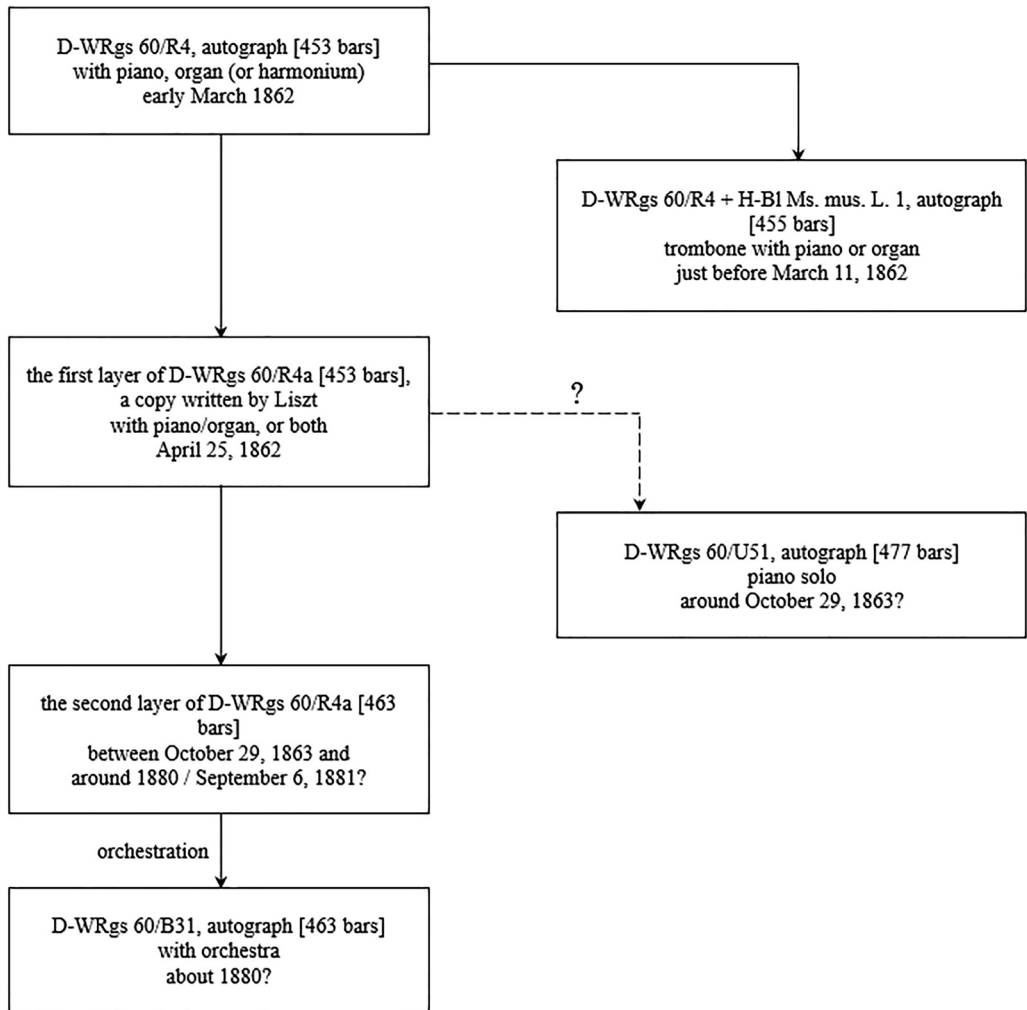 D-WRgs 60/R4, autograph [453 bars]
with piano, organ (or harmonium)
early March 1862
D-WRgs 60/R4 + H-Bl Ms. mus. L. 1, autograph
[455 bars]
trombone with piano or organ
just before March 11, 1862
the first layer of D-WRgs 60/R4a [453 bars],
a copy written by Liszt
with piano/organ, or both
April 25, 1862
?
D-WRgs 60/U51, autograph [477 bars]
piano solo
around October 29, 1863?
the second layer of D-WRgs 60/R4a [463
bars]
between October 29, 1863 and
around 1880 / September 6, 1881?
orchestration
D-WRgs 60/B31, autograph [463 bars]
with orchestra
about 1880?